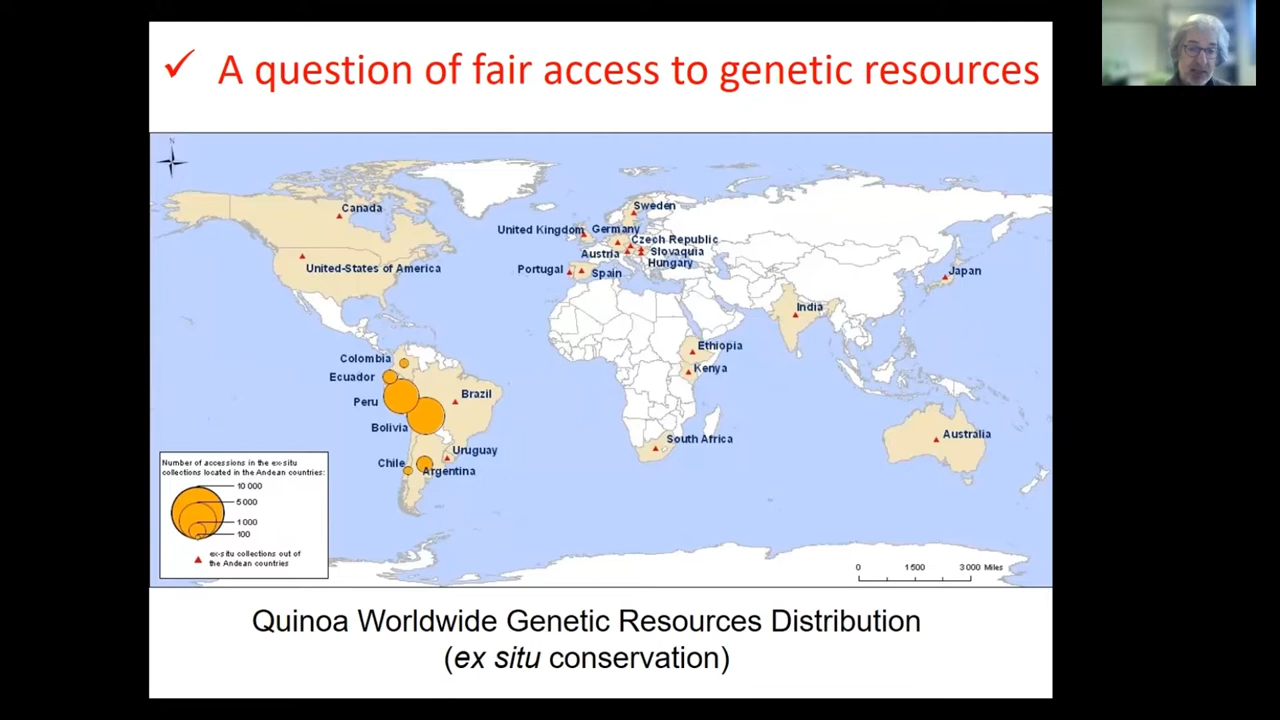 ✓ A question of fair access to genetic resources
N
Canada
Sweden
United Kingdom
Germany
Czech Republic
Austria
Slovaquia
Hungary
United-States of America
Portugal
Spain
Japan
India
Colombia
Ethiopia
Ecuador
Kenya
Peru
Brazil
Bolivia
South Africa
Australia
Uruguay
Chile
Argentina
Number of accessions in the ex-situ
collections located in the Andean countries:
10 000
5 000
1 000
100
ex-situ collections out of
the Andean countries
0 1 500 3 000 Miles
Quinoa Worldwide Genetic Resources Distribution
(ex situ conservation)